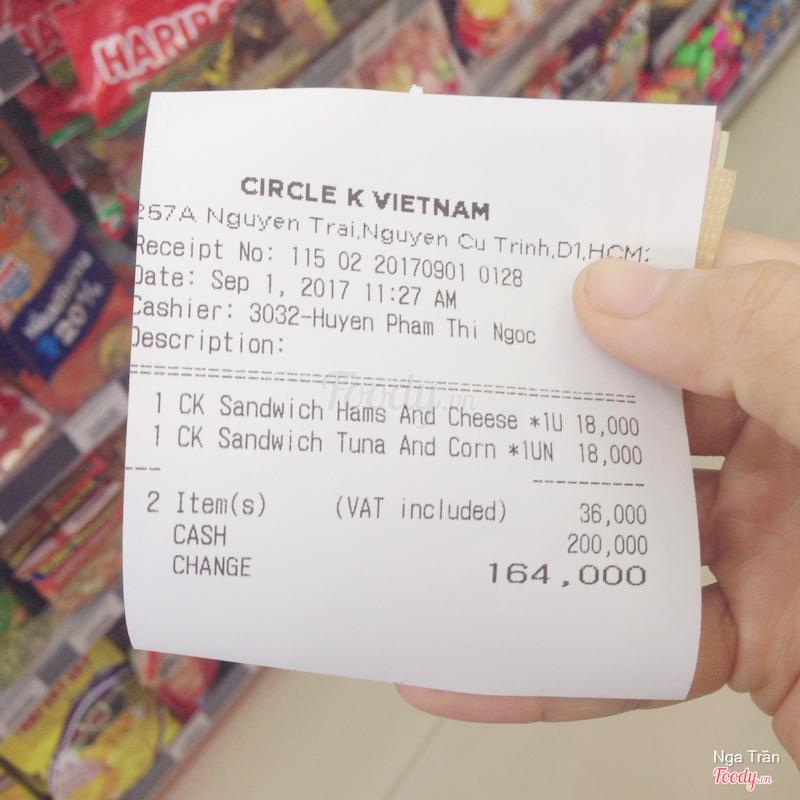 HARIBO
20%
CIRCLE K VIETNAM
267A Nguyen Trai,Nguyen Cu Trinh,D1,HCM
Receipt No: 115 02 20170901 0128
Date: Sep 1, 2017 11:27 AM
Cashier: 3032-Huyen Pham Thi Ngoc
Description:
1 CK Sandwich Hams And Cheese *1U 18,000
1 CK Sandwich Tuna And Corn *1UN 18,000
2 Item(s) (VAT included) 36,000
CASH 200,000
CHANGE 164,000
Foody.vn
Nga Trần
Foody.vn